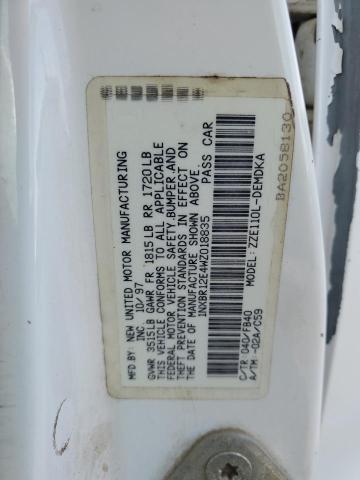 MFD. BY: NEW UNITED MOTOR MANUFACTURING
INC 10/97
GVWR 3515LB GAWR FR 1815LB RR 1720LB
THIS VEHICLE CONFORMS TO ALL APPLICABLE
FEDERAL MOTOR VEHICLE SAFETY,BUMPER,AND
THEFT PREVENTION STANDARDS IN EFFECT ON
THE DATE OF MANUFACTURE SHOWN ABOVE.
1NXBR12E4WZ018835 PASS CAR
C/TR: 040/FB40 MODEL: ZZE110L-DEMDKA
A/TM: -02A/C59
BA2058130